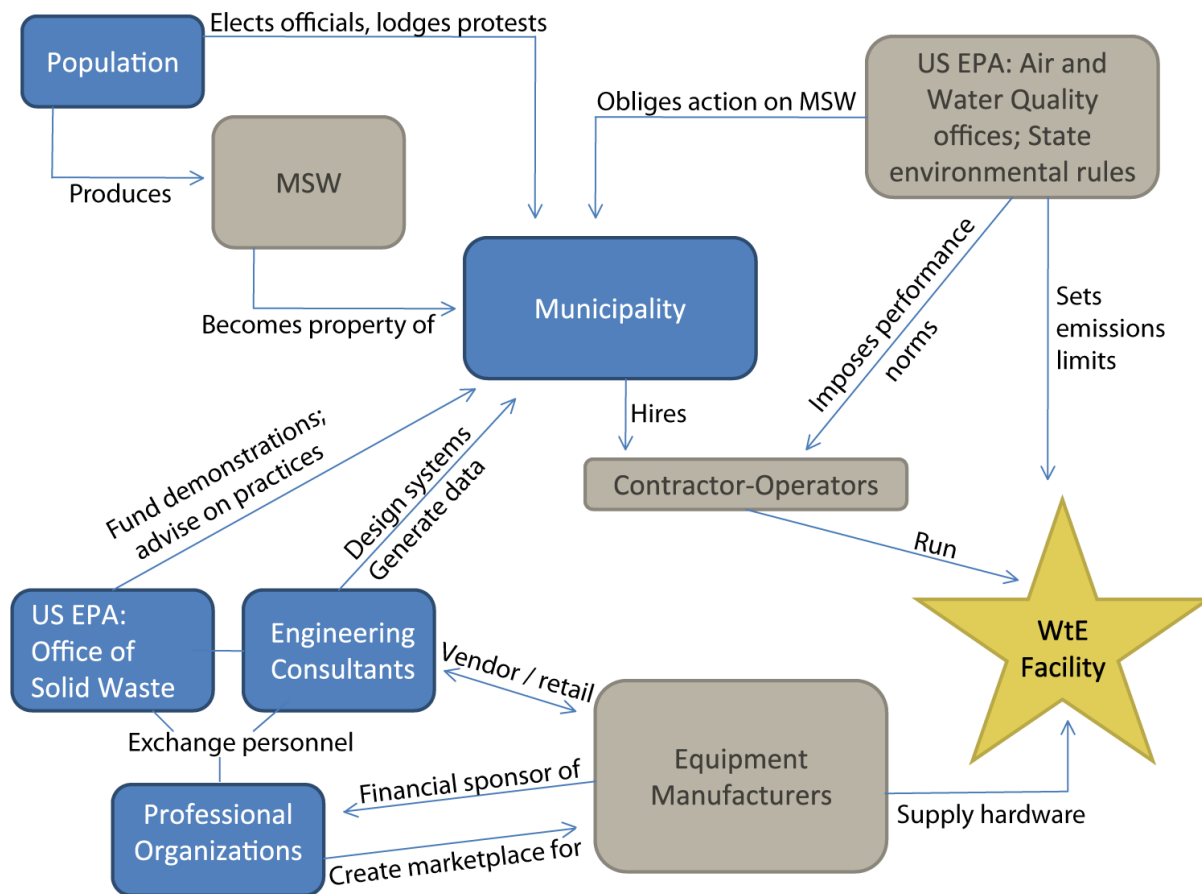 Elects officials, lodges protests
Population
US EPA: Air and
Water Quality
offices; State
environmental rules
Obliges action on MSW
MSW
Produces
Municipality
Becomes property of
Imposes performance
norms
Sets
emissions
limits
Hires
Contractor-Operators
Fund demonstrations;
advise on practices
Design systems
Generate data
Run
US EPA:
Office of
Solid Waste
Engineering
Consultants
WtE
Facility
Vendor / retail
Exchange personnel
Equipment
Manufacturers
Financial sponsor of
Professional
Organizations
Supply hardware
Create marketplace for